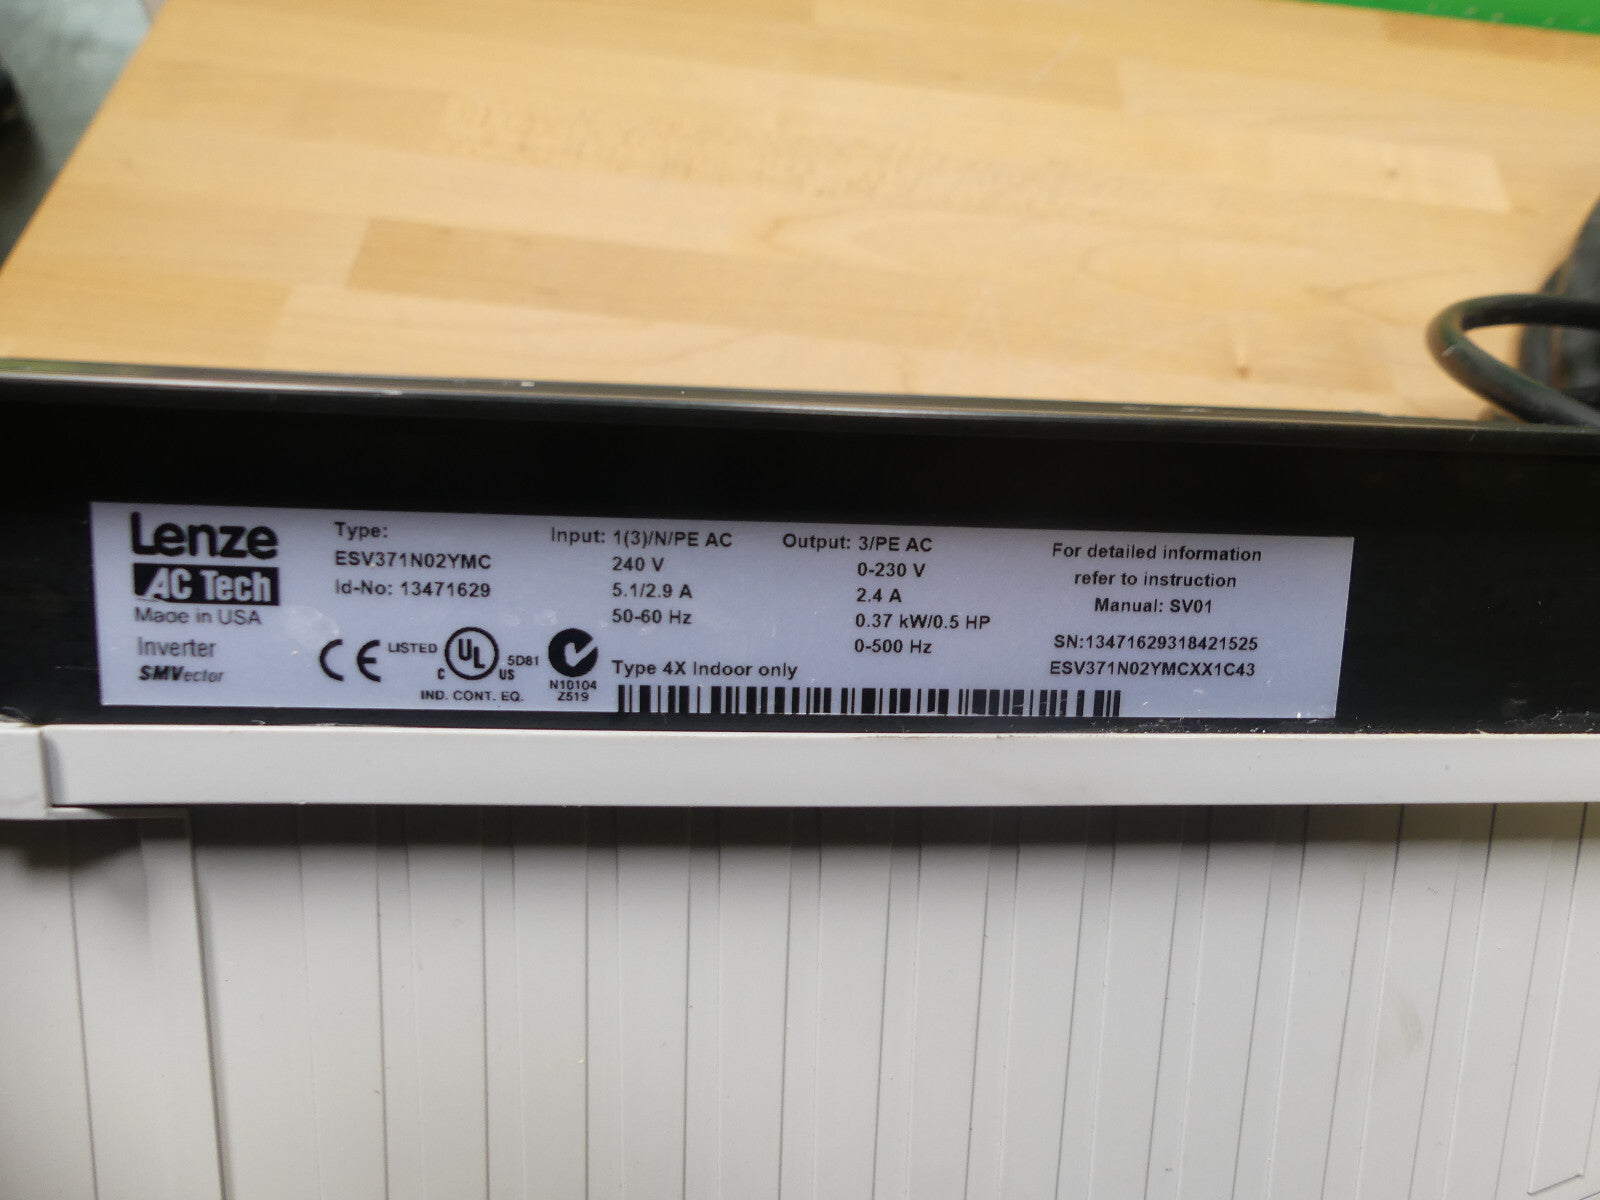 Lenze
AC Tech
Made in USA
Inverter
SMVector
Type:
ESV371N02YMC
Id-No: 13471629
CE
LISTED
UL
C US
5D81
IND. CONT. EQ.
N10104
Z519
Input: 1(3)/N/PE AC
240 V
5.1/2.9 A
50-60 Hz
Type 4X Indoor only
Output: 3/PE AC
0-230 V
2.4 A
0.37 kW/0.5 HP
0-500 Hz
For detailed information
refer to instruction
Manual: SV01
SN:13471629318421525
ESV371N02YMCXX1C43